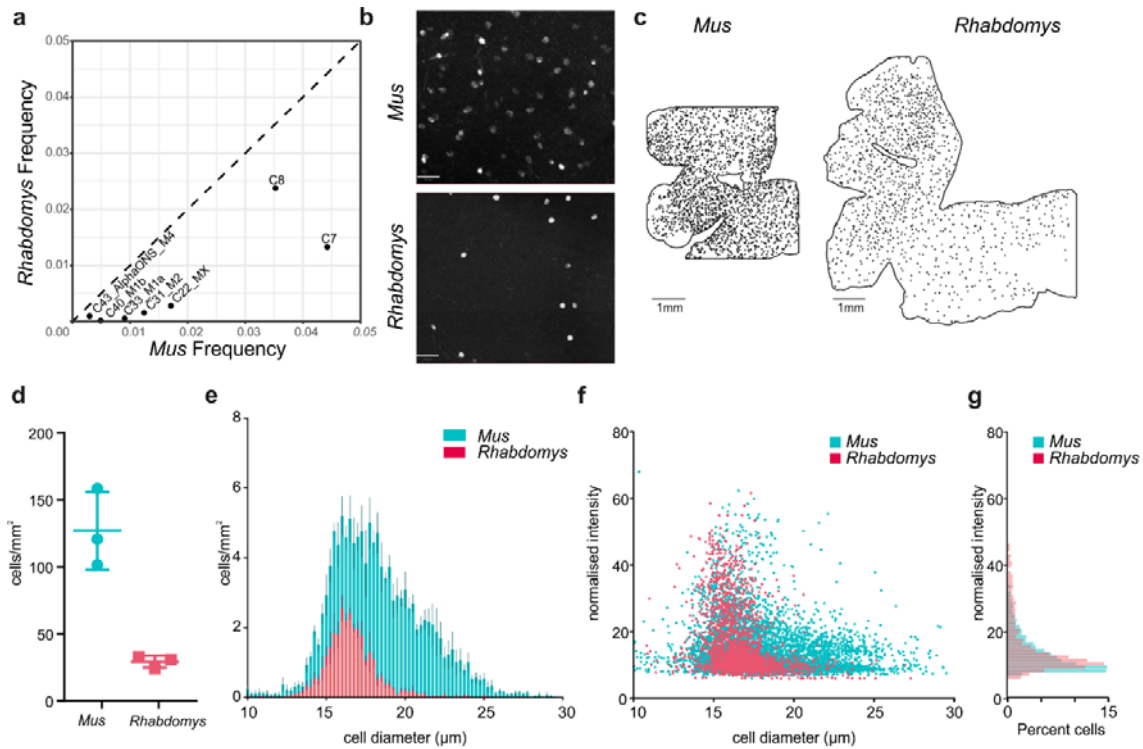 a
0.05
0.04
0.03
0.02
0.01
0.00
0.01
0.02
0.03
0.04
0.05
Rhabdomys Frequency
Mus Frequency
C8
C7
C43_AlphaONS_M4
C40_M1b
C33_M1a
C31_M2
C22_MX
b
Mus
Rhabdomys
c
Mus
Rhabdomys
1mm
1mm
d
200
150
100
50
0
cells/mm²
Mus
Rhabdomys
e
8
6
4
2
0
cells/mm²
10
15
20
25
30
cell diameter (µm)
Mus
Rhabdomys
f
80
60
40
20
0
normalised intensity
10
15
20
25
30
cell diameter (µm)
Mus
Rhabdomys
g
80
60
40
20
0
normalised intensity
0
5
10
15
Percent cells
Mus
Rhabdomys